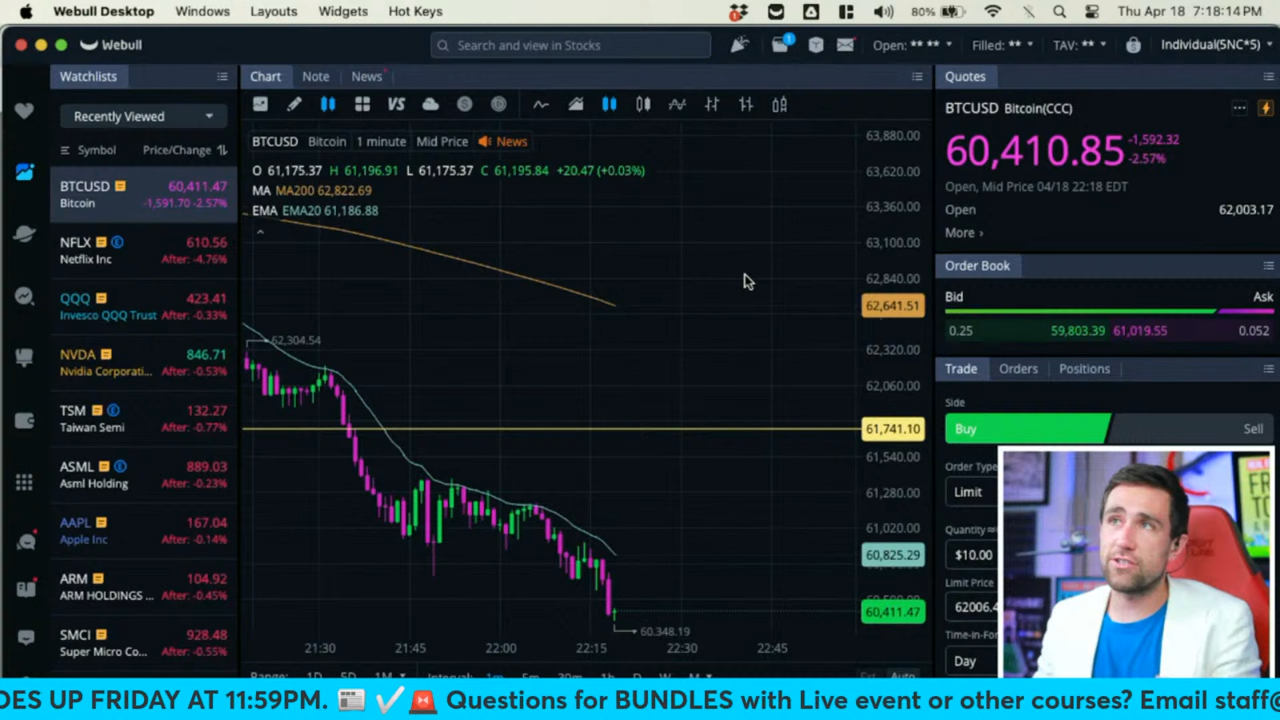 Webull Desktop Windows Layouts Widgets Hot Keys
80% Thu Apr 18 7:18:14 PM
Webull
Search and view in Stocks
1
Open: ** ** Filled: ** TAV: ** Individual(5NC*5)
Watchlists
Recently Viewed
Symbol Price/Change
BTCUSD 60,411.47
Bitcoin -1,591.70 -2.57%
NFLX 610.56
Netflix Inc After: -4.76%
QQQ 423.41
Invesco QQQ Trust After: -0.33%
NVDA 846.71
Nvidia Corporati... After: -0.53%
TSM 132.27
Taiwan Semi After: -0.77%
ASML 889.03
Asml Holding After: -0.23%
AAPL 167.04
Apple Inc After: -0.14%
ARM 104.92
ARM HOLDINGS ... After: -0.45%
SMCI 928.48
Super Micro Co... After: -0.55%
Chart Note News
VS
BTCUSD Bitcoin 1 minute Mid Price News
O 61,175.37 H 61,196.91 L 61,175.37 C 61,195.84 +20.47 (+0.03%)
MA MA200 62,822.69
EMA EMA20 61,186.88
62,304.54
60.348.19
63,880.00
63,620.00
63,360.00
63,100.00
62,840.00
62,641.51
62,320.00
62,060.00
61,741.10
61,540.00
61,280.00
61,020.00
60,825.29
60,411.47
21:30 21:45 22:00 22:15 22:30 22:45
Quotes
BTCUSD Bitcoin(CCC)
60,410.85 -1,592.32
-2.57%
Open, Mid Price 04/18 22:18 EDT
Open 62,003.17
More
Order Book
Bid Ask
0.25 59,803.39 61,019.55 0.052
Trade Orders Positions
Side
Buy Sell
Order Type
Limit
Quantity
$10.00
Limit Price
62006.4
Time-in-For
Day
DES UP FRIDAY AT 11:59PM. 📰 ✅🚨 Questions for BUNDLES with Live event or other courses? Email staff@